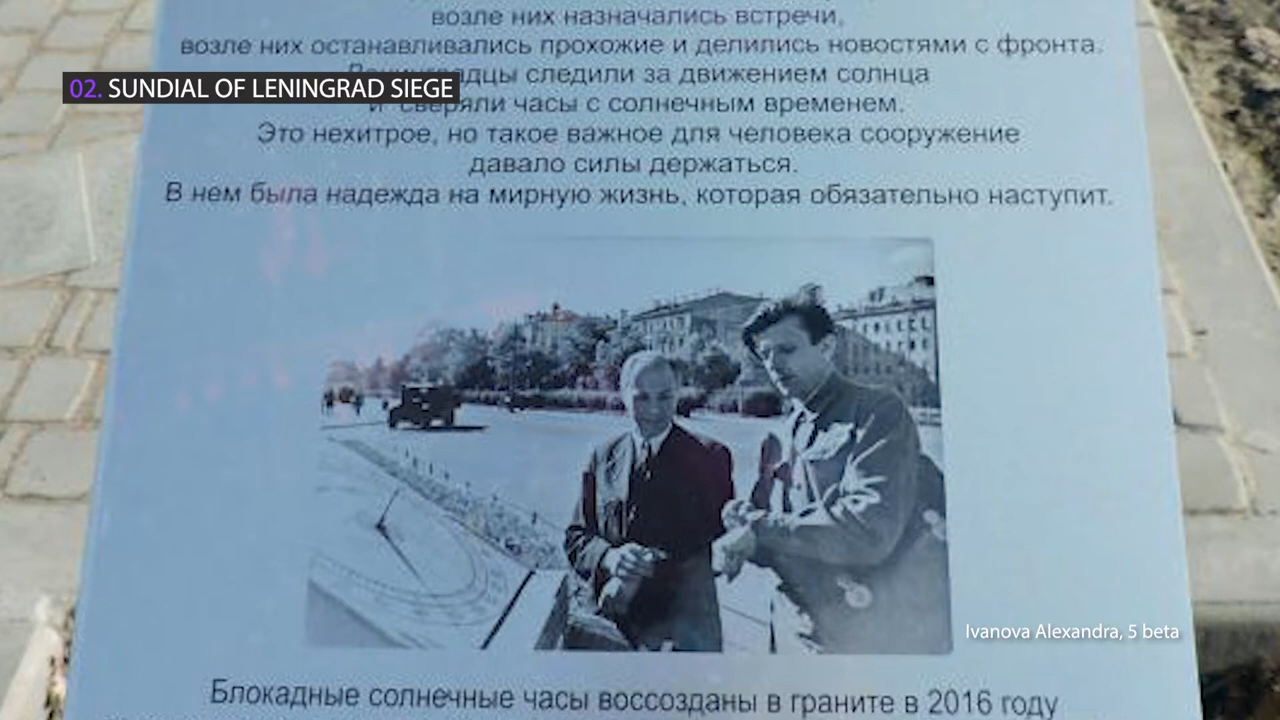 возле них назначались встречи,
возле них останавливались прохожие и делились новостями с фронта.
02. SUNDIAL OF LENINGRAD SIEGE
следили за движением солнца
и сверяли часы с солнечным временем.
Это нехитрое, но такое важное для человека сооружение
давало силы держаться.
В нем была надежда на мирную жизнь, которая обязательно наступит.
Ivanova Alexandra, 5 beta
Блокадные солнечные часы воссозданы в граните в 2016 году